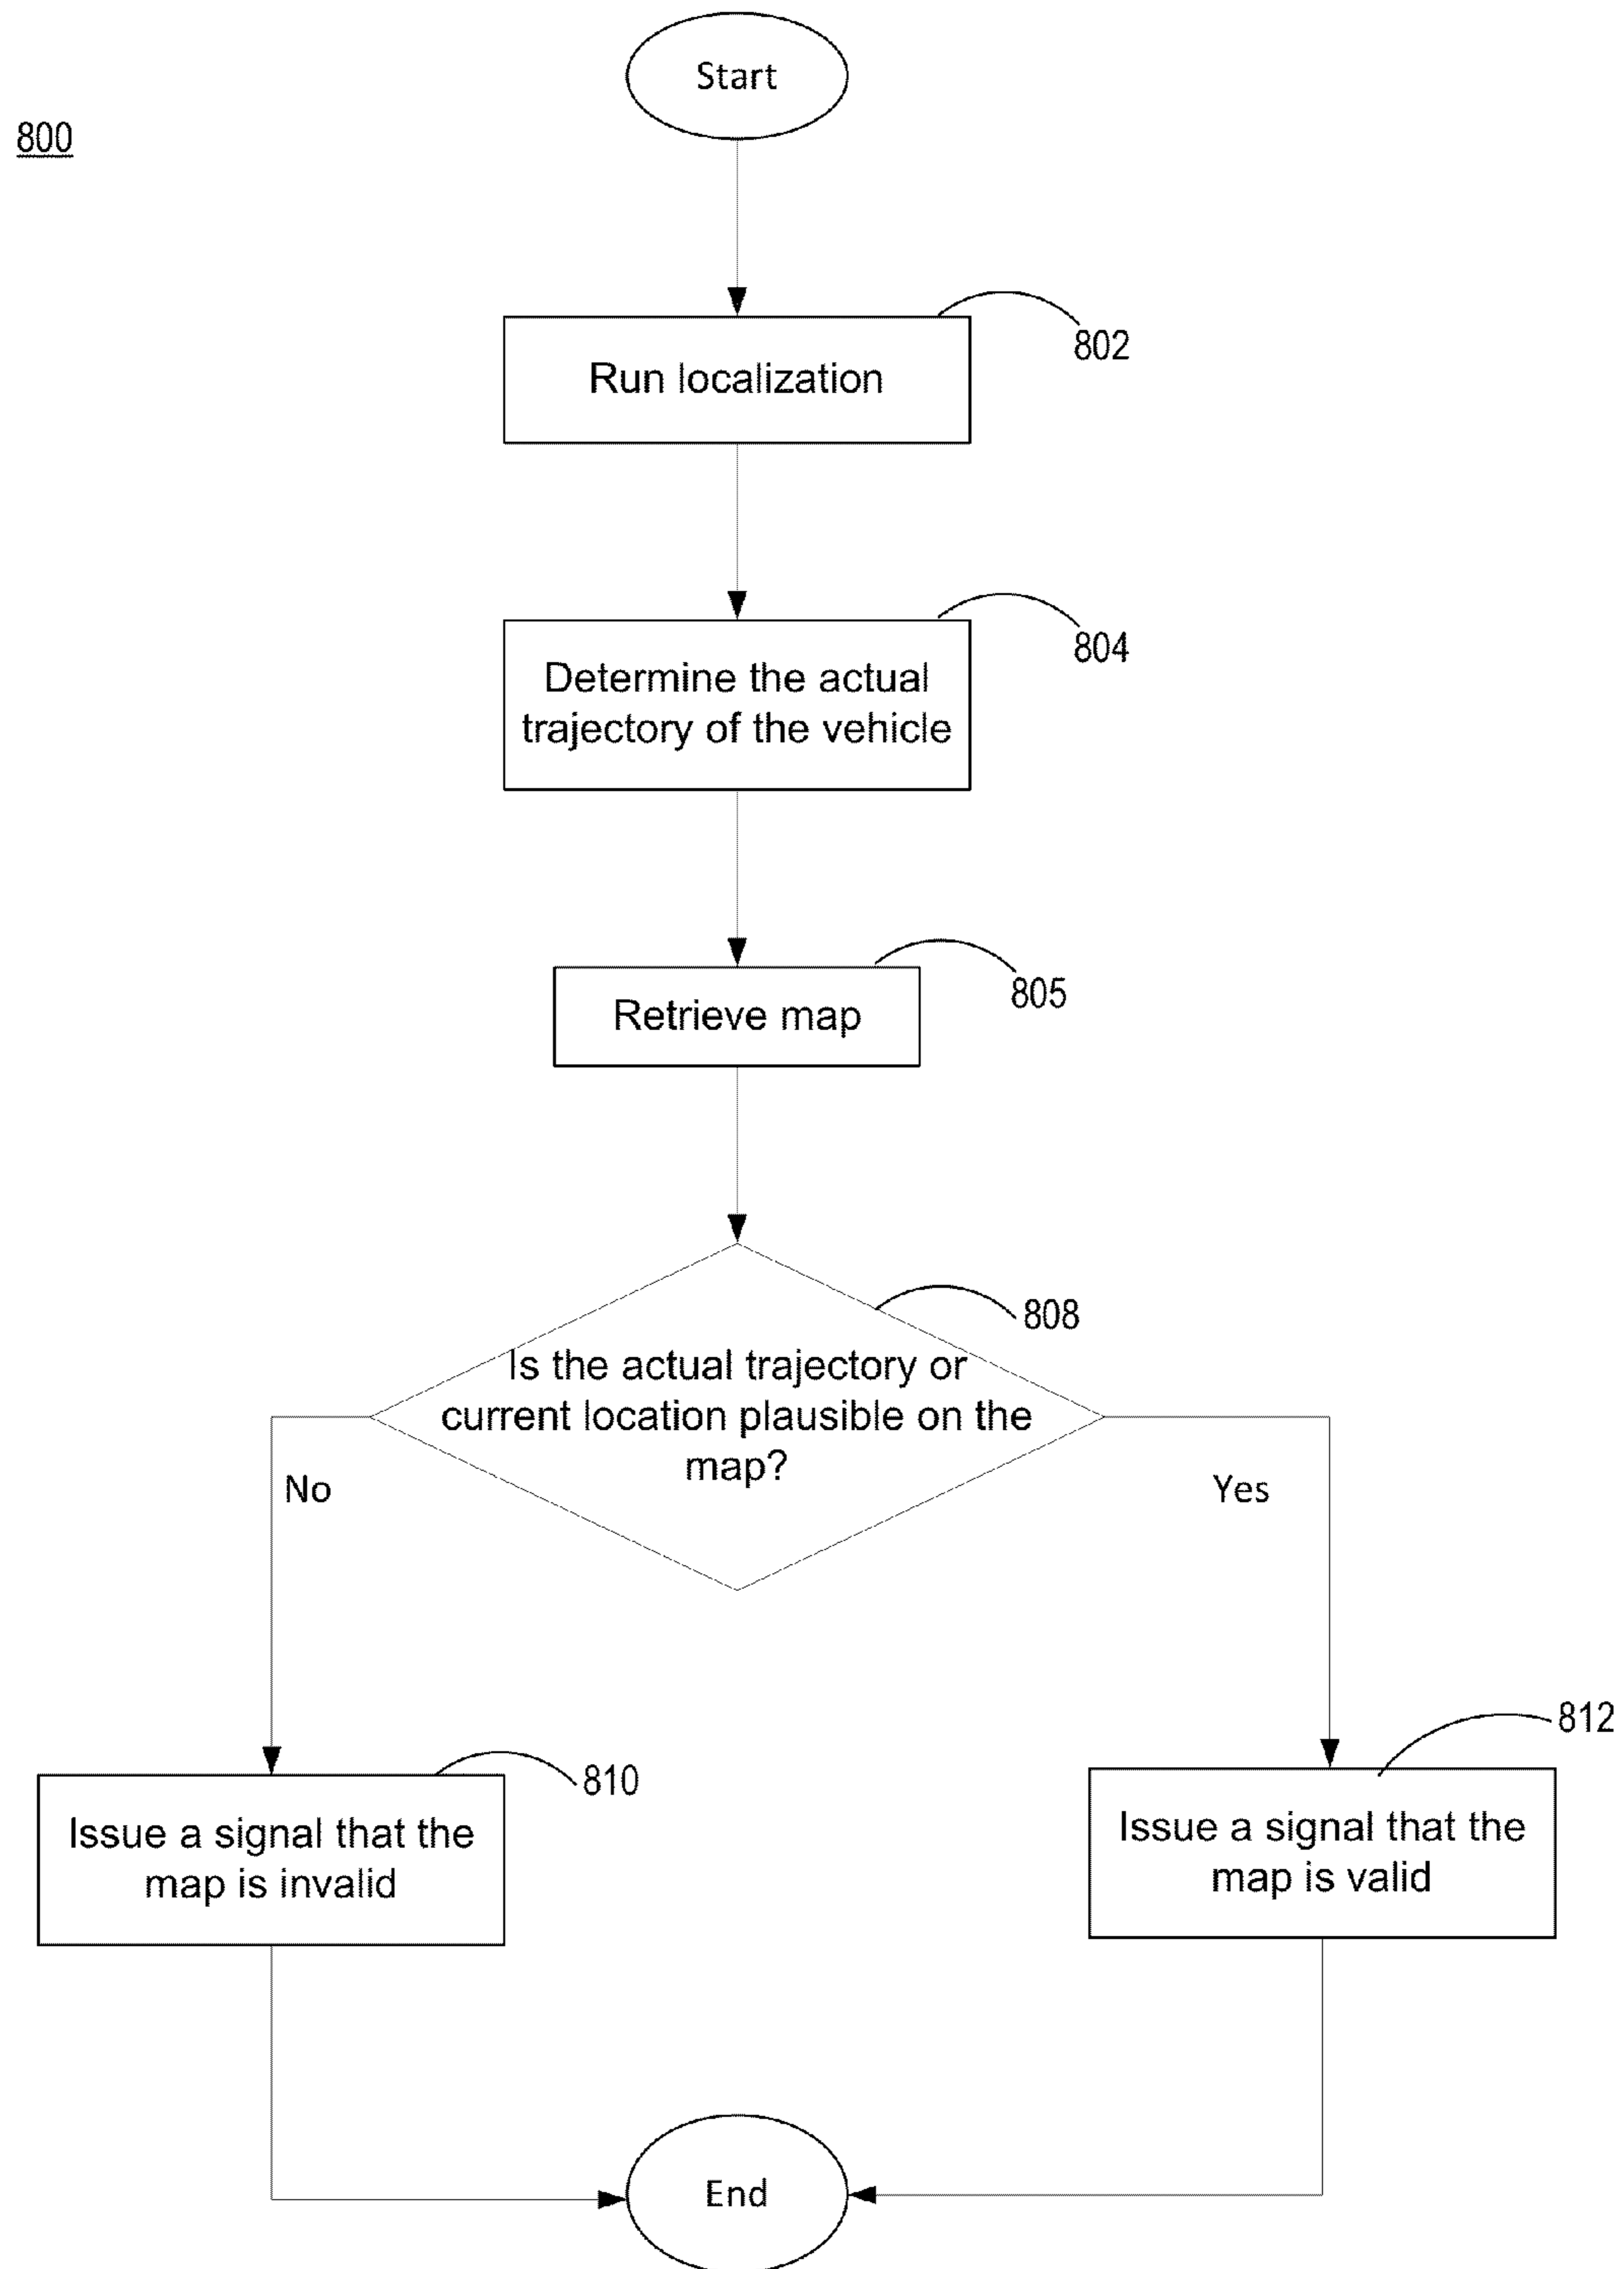 Start
800
802
Run localization
804
Determine the actual
trajectory of the vehicle
805
Retrieve map
808
Is the actual trajectory or
current location plausible on the
map?
No
Yes
812
810
Issue a signal that the
map is invalid
Issue a signal that the
map is valid
End